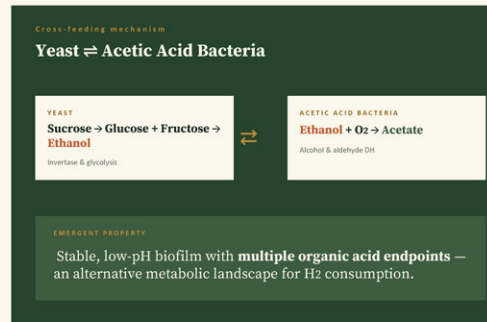 Cross-feeding mechanism
Yeast ⇌ Acetic Acid Bacteria
YEAST
Sucrose → Glucose + Fructose →
Ethanol
Invertase & glycolysis
⇄
ACETIC ACID BACTERIA
Ethanol + O2 → Acetate
Alcohol & aldehyde DH
EMERGENT PROPERTY
Stable, low-pH biofilm with multiple organic acid endpoints —
an alternative metabolic landscape for H2 consumption.